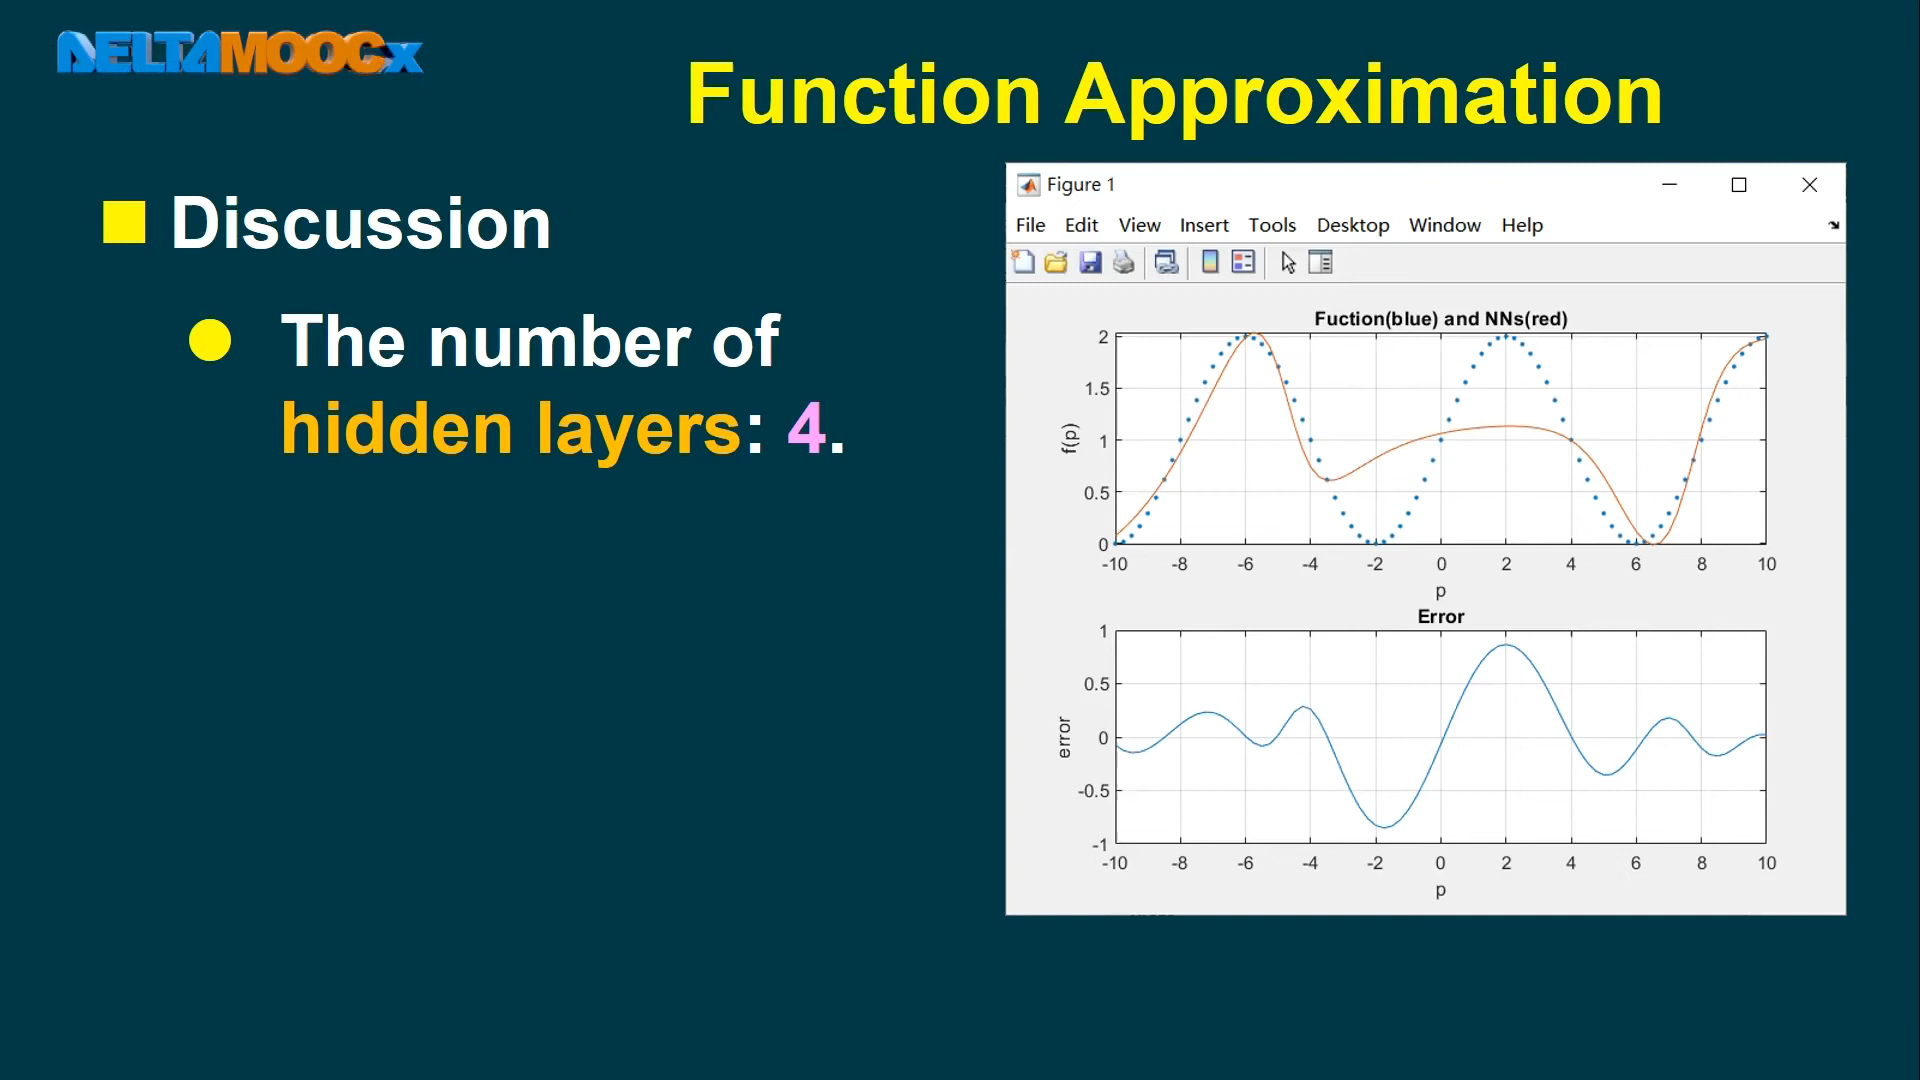 DELTAMOOCx
Function Approximation
Discussion
The number of
hidden layers: 4.
Figure 1
File Edit View Insert Tools Desktop Window Help
Fuction(blue) and NNs(red)
2
1.5
1
0.5
0
f(p)
-10 -8 -6 -4 -2 0 2 4 6 8 10
p
Error
1
0.5
0
-0.5
-1
error
-10 -8 -6 -4 -2 0 2 4 6 8 10
p